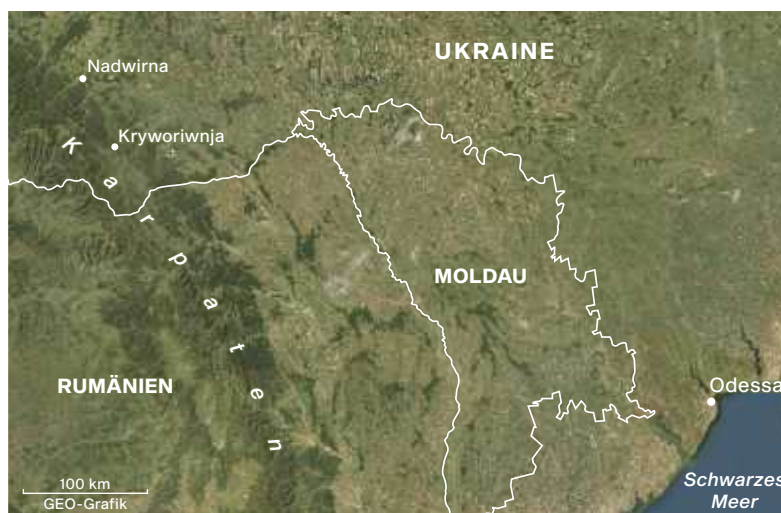 UKRAINE
Nadwirna
Kryworiwnja
Karpaten
MOLDAU
RUMÄNIEN
Odessa
100 km
GEO-Grafik
Schwarzes
Meer